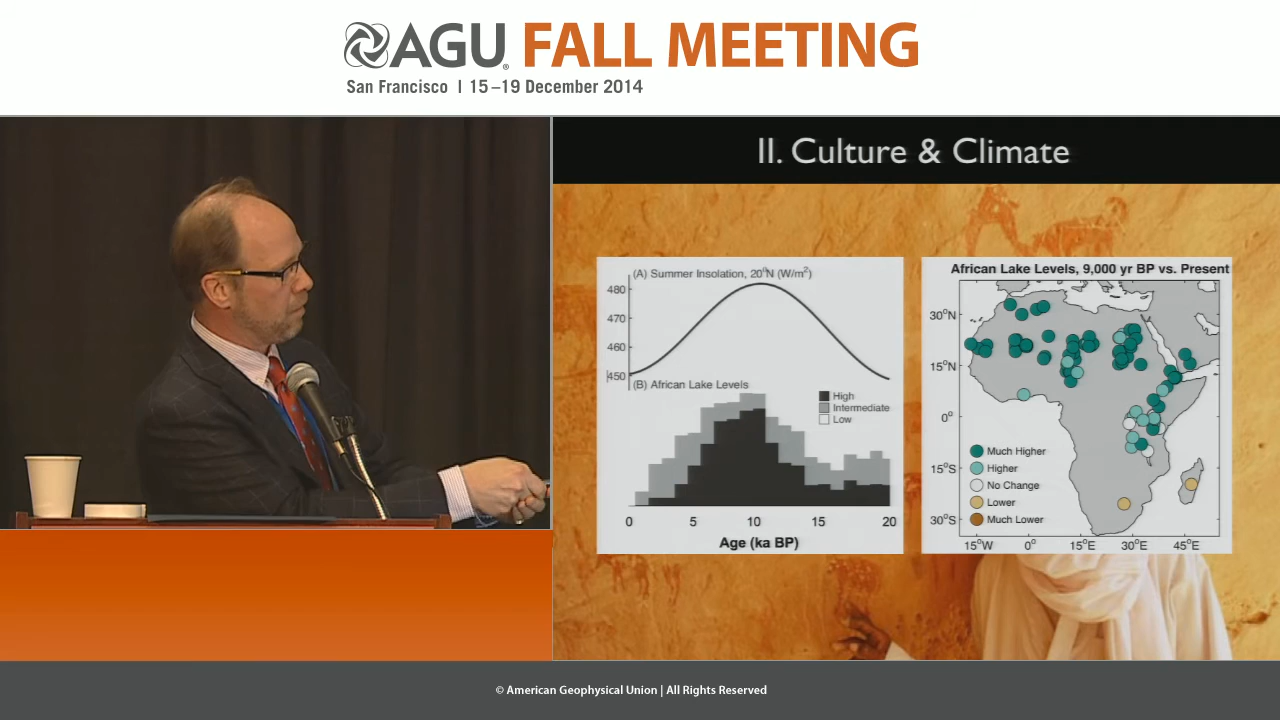 AGU® FALL MEETING
San Francisco | 15–19 December 2014
II. Culture & Climate
(A) Summer Insolation, 20°N (W/m²)
480
470
460
450
(B) African Lake Levels
High
Intermediate
Low
0 5 10 15 20
Age (ka BP)
African Lake Levels, 9,000 yr BP vs. Present
30°N
15°N
0°
15°S
30°S
Much Higher
Higher
No Change
Lower
Much Lower
15°W 0° 15°E 30°E 45°E
© American Geophysical Union | All Rights Reserved